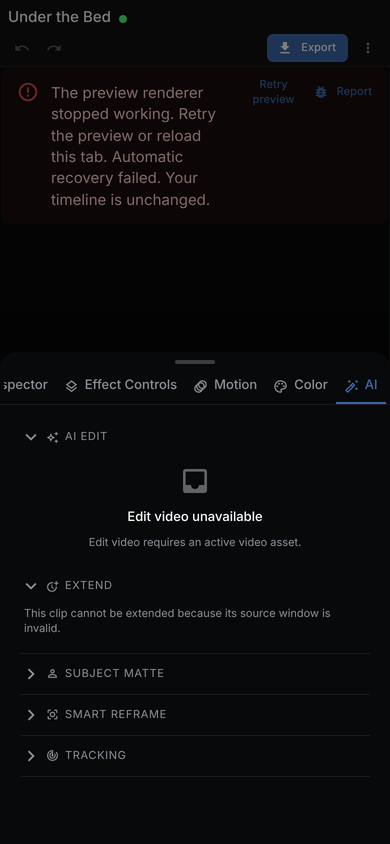 Under the Bed
Export
The preview renderer
stopped working. Retry
the preview or reload
this tab. Automatic
recovery failed. Your
timeline is unchanged.
Retry
preview
Report
spector
Effect Controls
Motion
Color
AI
AI EDIT
Edit video unavailable
Edit video requires an active video asset.
EXTEND
This clip cannot be extended because its source window is
invalid.
SUBJECT MATTE
SMART REFRAME
TRACKING